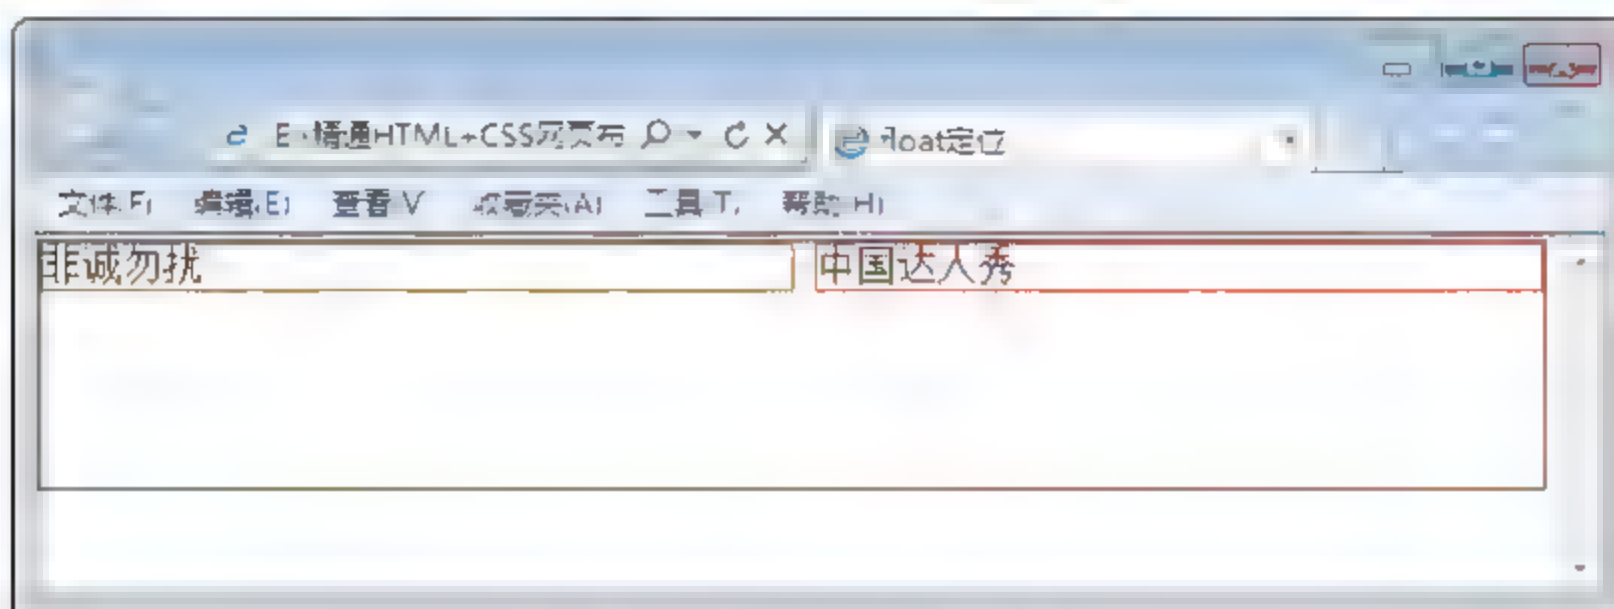 E:\精通HTML+CSS网页布 float定位
文件(F) 编辑(E) 查看(V) 收藏夹(A) 工具(T) 帮助(H)
非诚勿扰 中国达人秀